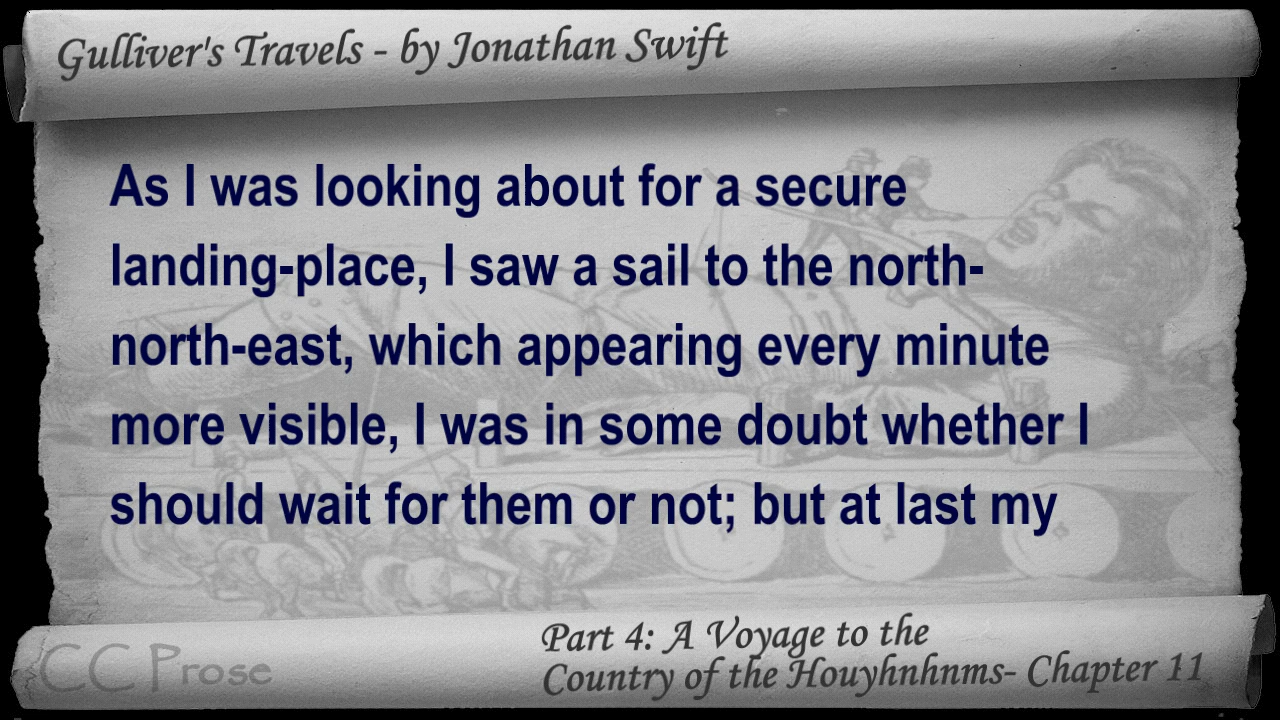 Gulliver's Travels - by Jonathan Swift
As I was looking about for a secure
landing-place, I saw a sail to the north-
north-east, which appearing every minute
more visible, I was in some doubt whether I
should wait for them or not; but at last my
Part 4: A Voyage to the
Country of the Houyhnhnms- Chapter 11
CC Prose